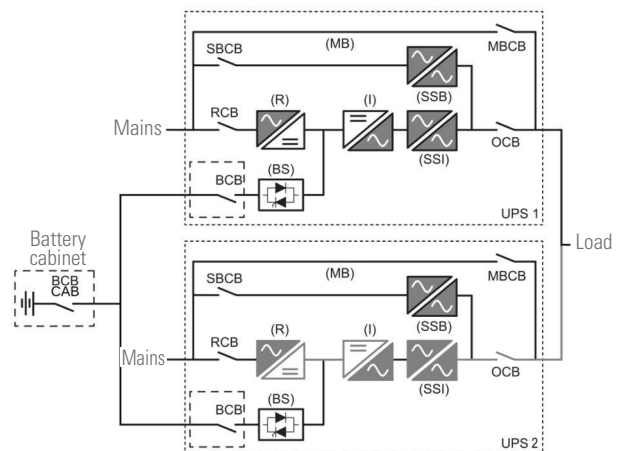 SBCB
(MB)
MBCB
(SSB)
RCB
(R)
(I)
Mains
(SSI)
OCB
BCB
(BS)
UPS 1
Battery
cabinet
BCB
CAB
Load
SBCB
(MB)
MBCB
(SSB)
RCB
(R)
(I)
Mains
(SSI)
OCB
BCB
(BS)
UPS 2